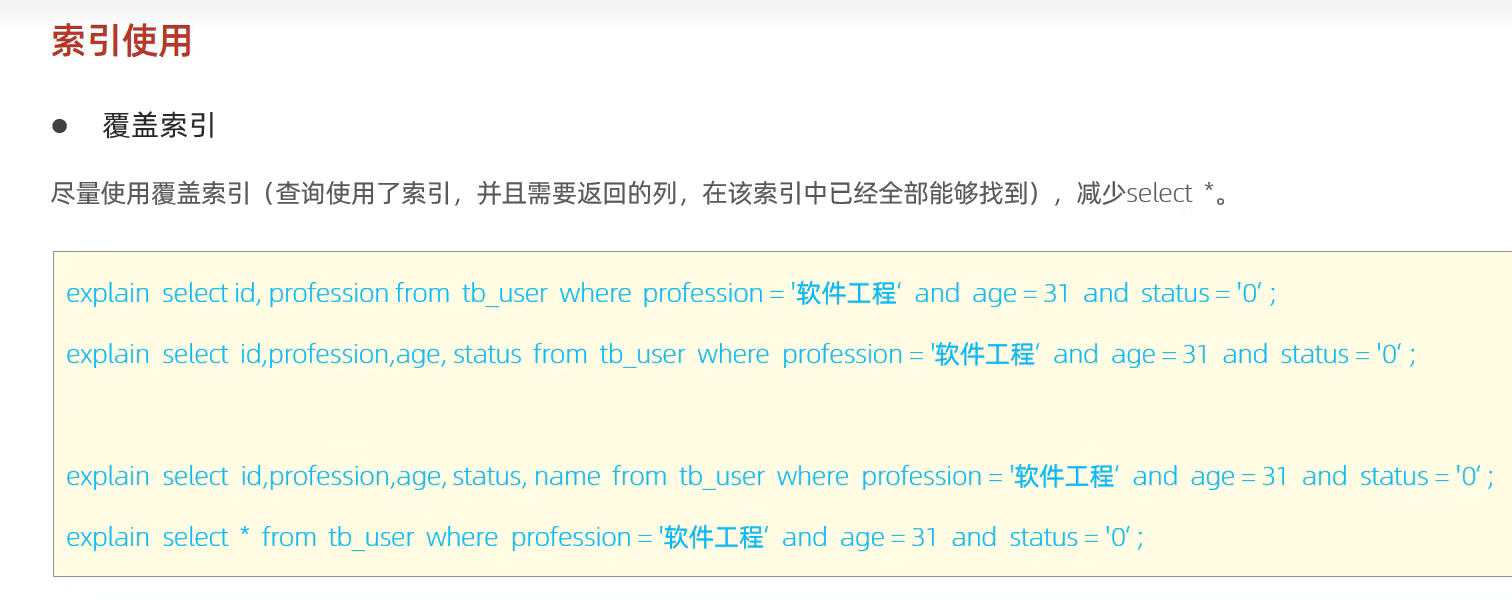 索引使用
● 覆盖索引
尽量使用覆盖索引（查询使用了索引，并且需要返回的列，在该索引中已经全部能够找到），减少select *。
explain select id, profession from tb_user where profession = '软件工程‘ and age = 31 and status = '0‘ ;
explain select id,profession,age, status from tb_user where profession = '软件工程‘ and age = 31 and status = '0‘ ;
explain select id,profession,age, status, name from tb_user where profession = '软件工程‘ and age = 31 and status = '0‘ ;
explain select * from tb_user where profession = '软件工程‘ and age = 31 and status = '0‘ ;